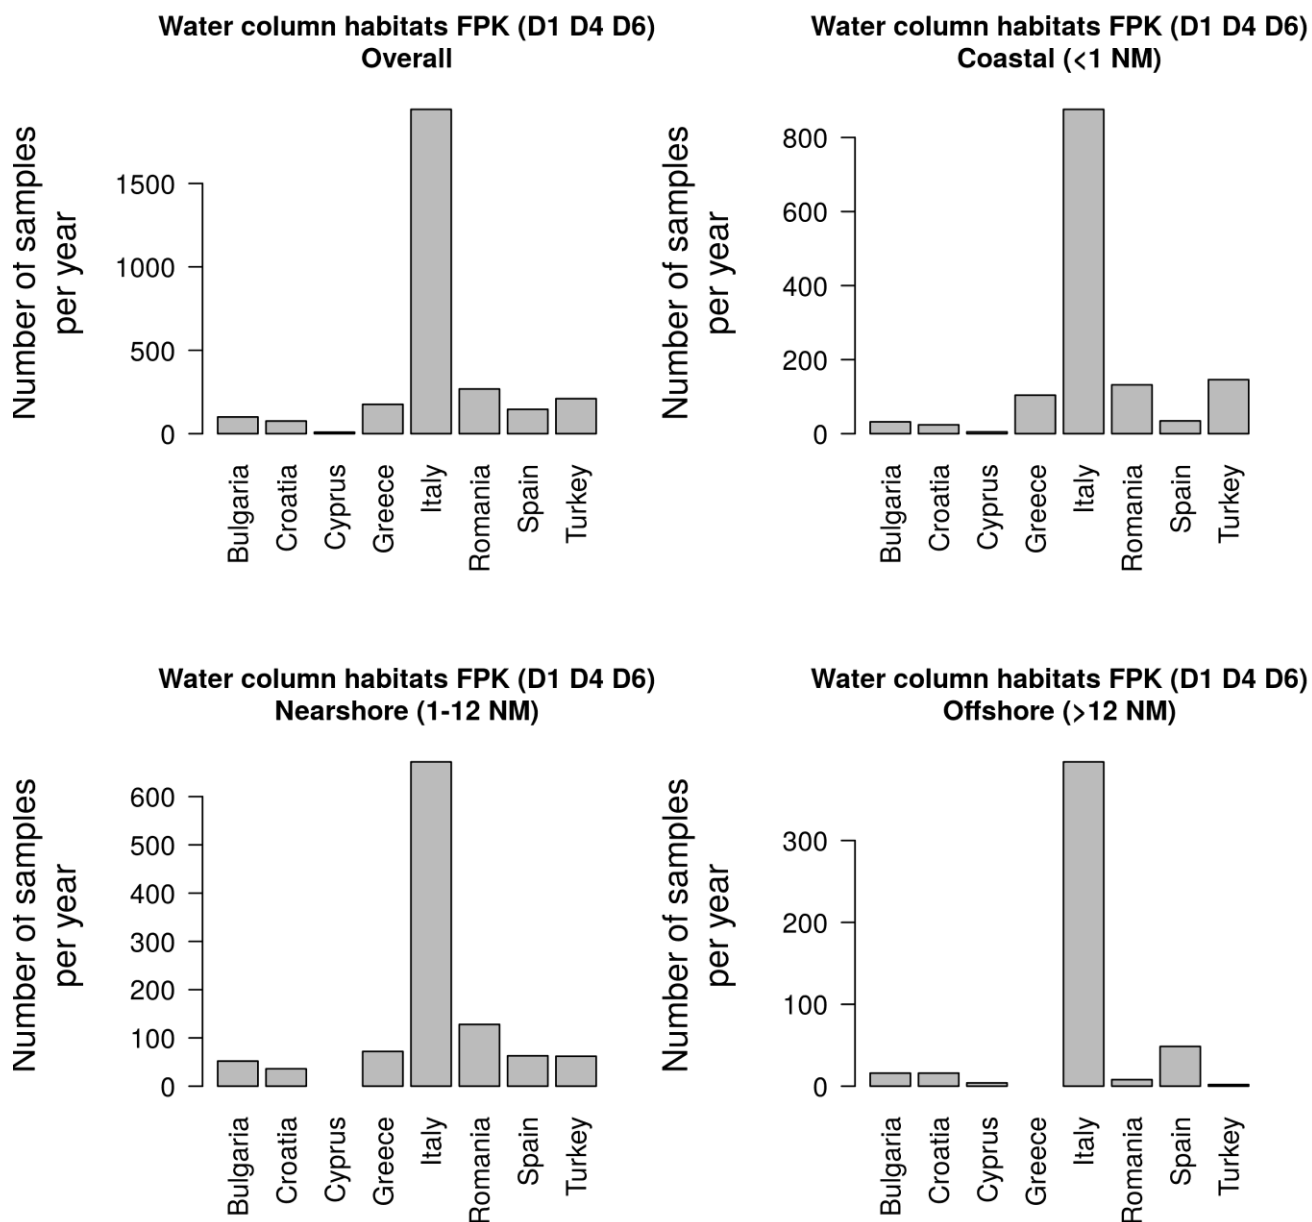 Water column habitats FPK (D1 D4 D6)
Overall
Number of samples
per year
1500
1000
500
0
Bulgaria
Croatia
Cyprus
Greece
Italy
Romania
Spain
Turkey
Water column habitats FPK (D1 D4 D6)
Coastal (<1 NM)
Number of samples
per year
800
600
400
200
0
Bulgaria
Croatia
Cyprus
Greece
Italy
Romania
Spain
Turkey
Water column habitats FPK (D1 D4 D6)
Nearshore (1-12 NM)
Number of samples
per year
600
500
400
300
200
100
0
Bulgaria
Croatia
Cyprus
Greece
Italy
Romania
Spain
Turkey
Water column habitats FPK (D1 D4 D6)
Offshore (>12 NM)
Number of samples
per year
300
200
100
0
Bulgaria
Croatia
Cyprus
Greece
Italy
Romania
Spain
Turkey